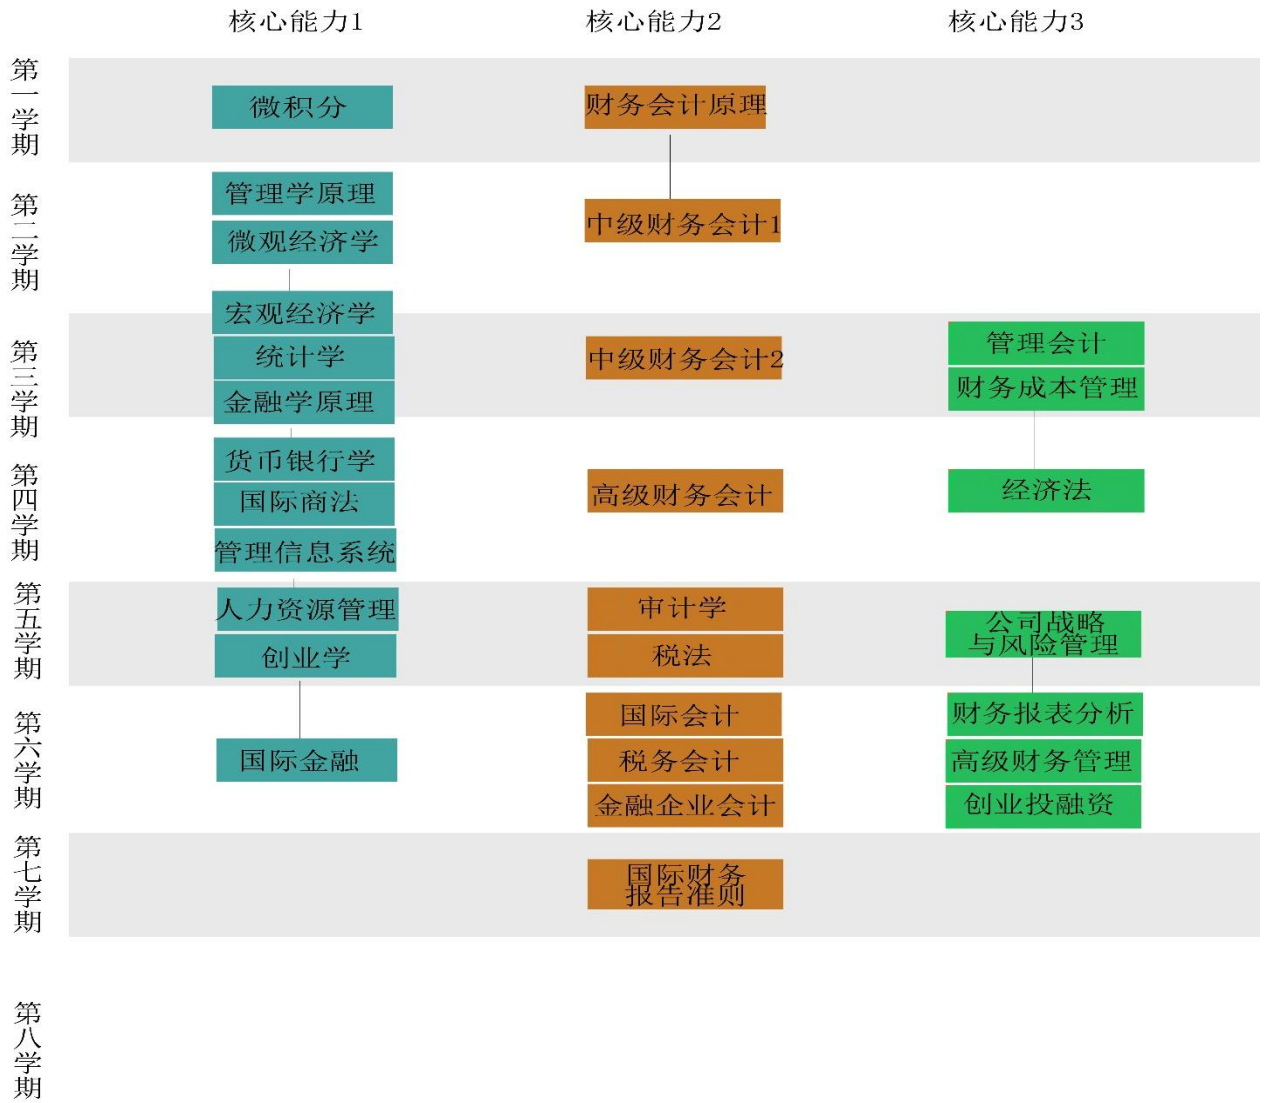 核心能力1
核心能力2
核心能力3
第一学期
微积分
财务会计原理
第二学期
管理学原理
微观经济学
中级财务会计1
第三学期
宏观经济学
统计学
金融学原理
中级财务会计2
管理会计
财务成本管理
第四学期
货币银行学
国际商法
管理信息系统
高级财务会计
经济法
第五学期
人力资源管理
创业学
审计学
税法
公司战略
与风险管理
第六学期
国际金融
国际会计
税务会计
金融企业会计
财务报表分析
高级财务管理
创业投融资
第七学期
国际财务
报告准则
第八学期